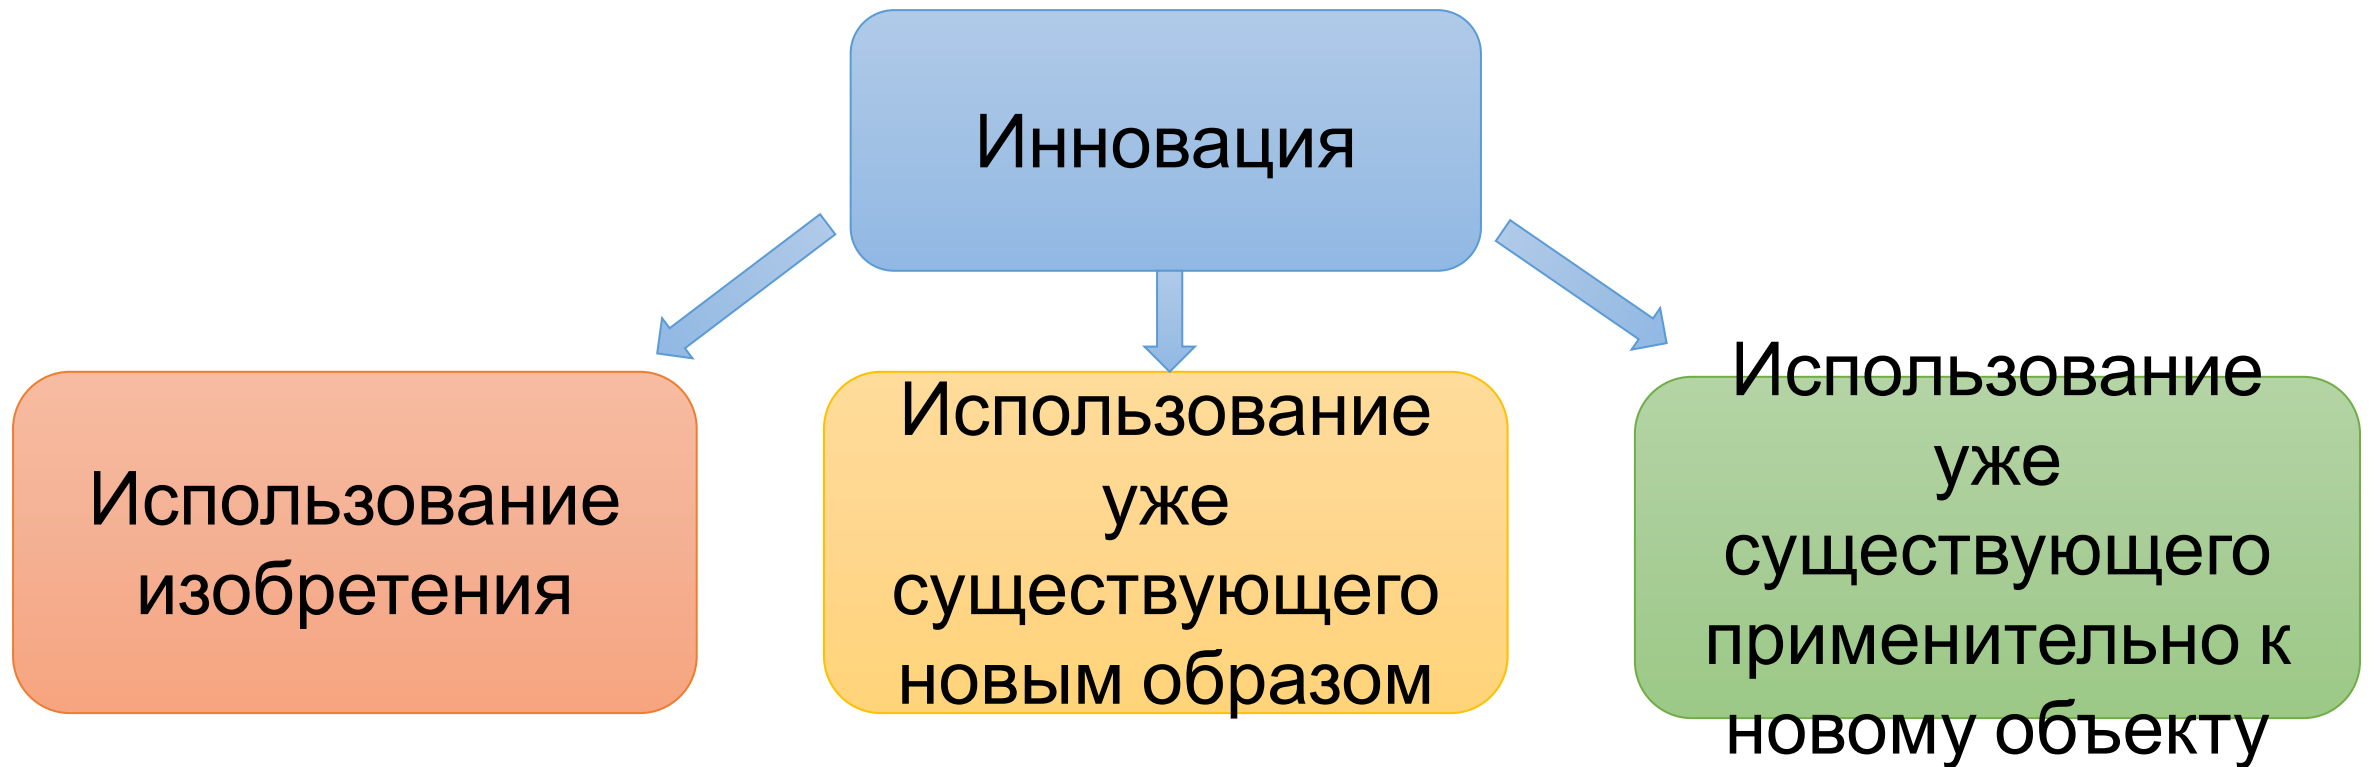 Инновация
Использование
изобретения
Использование
уже
существующего
новым образом
Использование
уже
существующего
применительно к
новому объекту